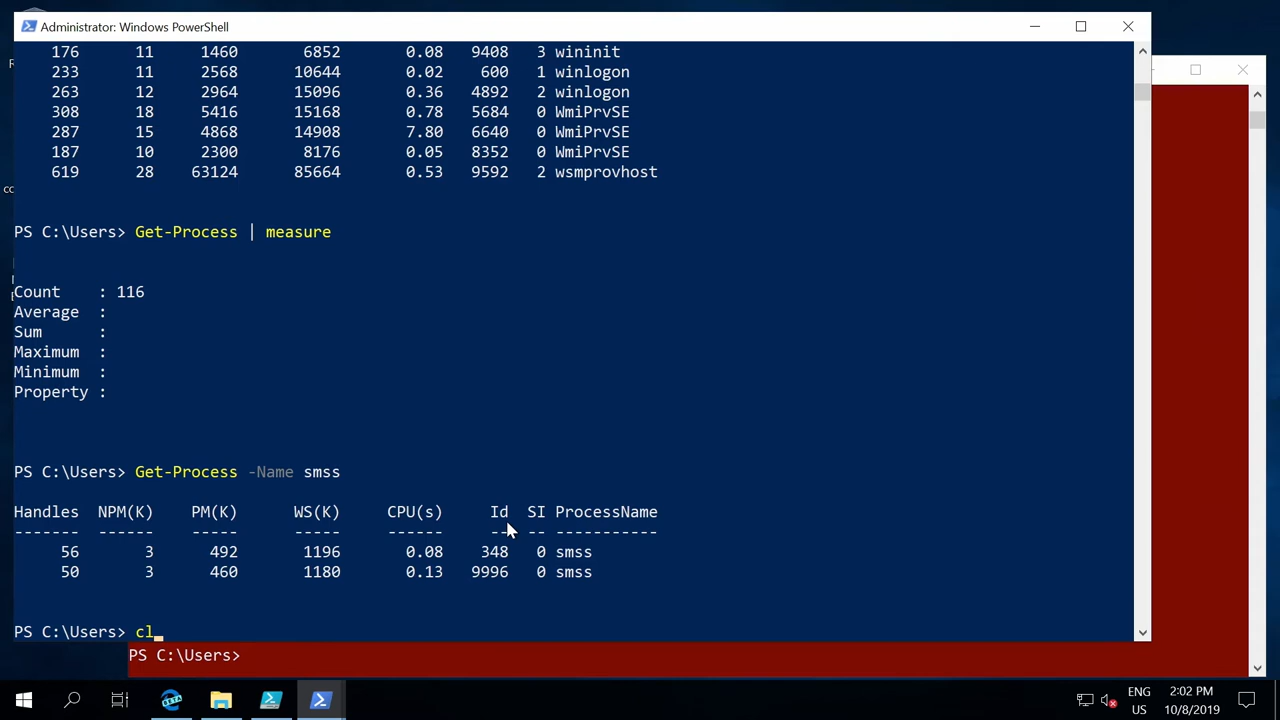 Administrator: Windows PowerShell
176 11 1460 6852 0.08 9408 3 wininit
233 11 2568 10644 0.02 600 1 winlogon
263 12 2964 15096 0.36 4892 2 winlogon
308 18 5416 15168 0.78 5684 0 WmiPrvSE
287 15 4868 14908 7.80 6640 0 WmiPrvSE
187 10 2300 8176 0.05 8352 0 WmiPrvSE
619 28 63124 85664 0.53 9592 2 wsmprovhost
PS C:\Users> Get-Process | measure
Count : 116
Average :
Sum :
Maximum :
Minimum :
Property :
PS C:\Users> Get-Process -Name smss
Handles NPM(K) PM(K) WS(K) CPU(s) Id SI ProcessName
------- ------ ----- ----- ------ -- -- -----------
56 3 492 1196 0.08 348 0 smss
50 3 460 1180 0.13 9996 0 smss
PS C:\Users> cl_
PS C:\Users>
BETA
ENG
US
2:02 PM
10/8/2019